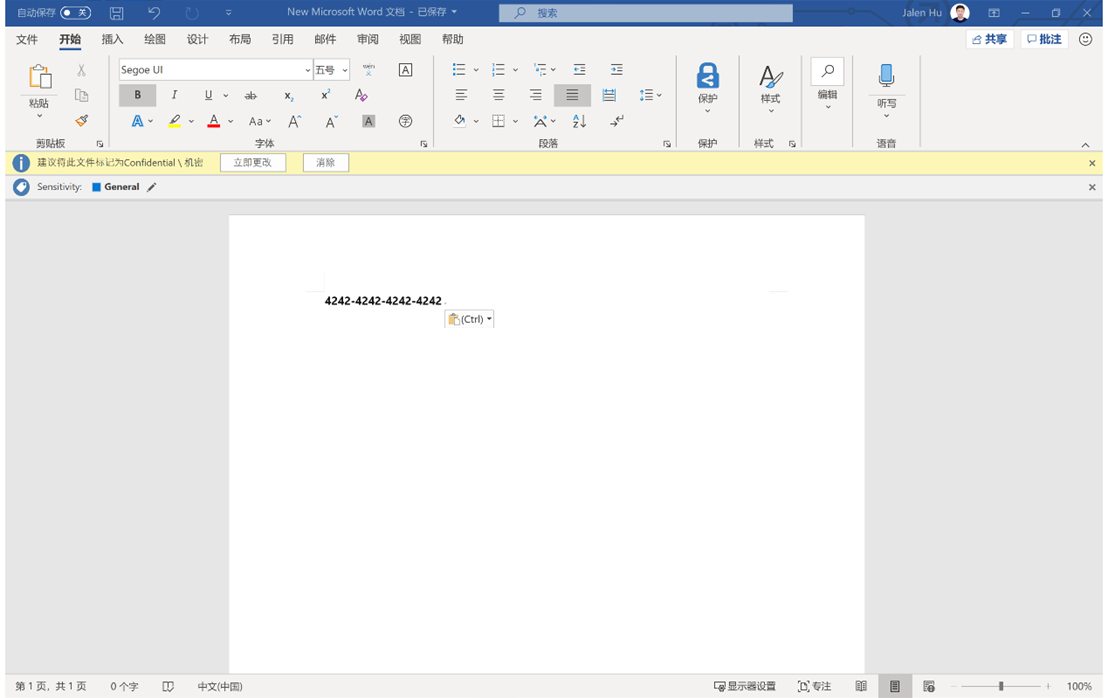 自动保存 关 New Microsoft Word 文档 - 已保存 搜索 Jalen Hu
文件 开始 插入 绘图 设计 布局 引用 邮件 审阅 视图 帮助 共享 批注
Segoe UI 五号 wén A
粘贴 B I U ab x₂ x² A 保护 样式 编辑 听写
A A Aa A A A 字 A Z
剪贴板 字体 段落 保护 样式 语音
建议将此文件标记为Confidential \ 机密 立即更改 消除
Sensitivity: General
4242-4242-4242-4242
(Ctrl)
第 1 页，共 1 页 0 个字 中文(中国) 显示器设置 专注 100%